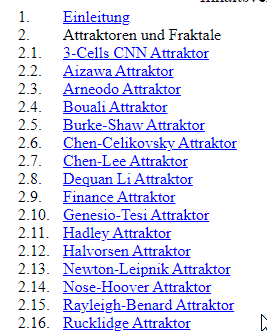 1. Einleitung
2. Attraktoren und Fraktale
2.1. 3-Cells CNN Attraktor
2.2. Aizawa Attraktor
2.3. Arneodo Attraktor
2.4. Bouali Attraktor
2.5. Burke-Shaw Attraktor
2.6. Chen-Celikovsky Attraktor
2.7. Chen-Lee Attraktor
2.8. Dequan Li Attraktor
2.9. Finance Attraktor
2.10. Genesio-Tesi Attraktor
2.11. Hadley Attraktor
2.12. Halvorsen Attraktor
2.13. Newton-Leipnik Attraktor
2.14. Nose-Hoover Attraktor
2.15. Rayleigh-Benard Attraktor
2.16. Rucklidge Attraktor